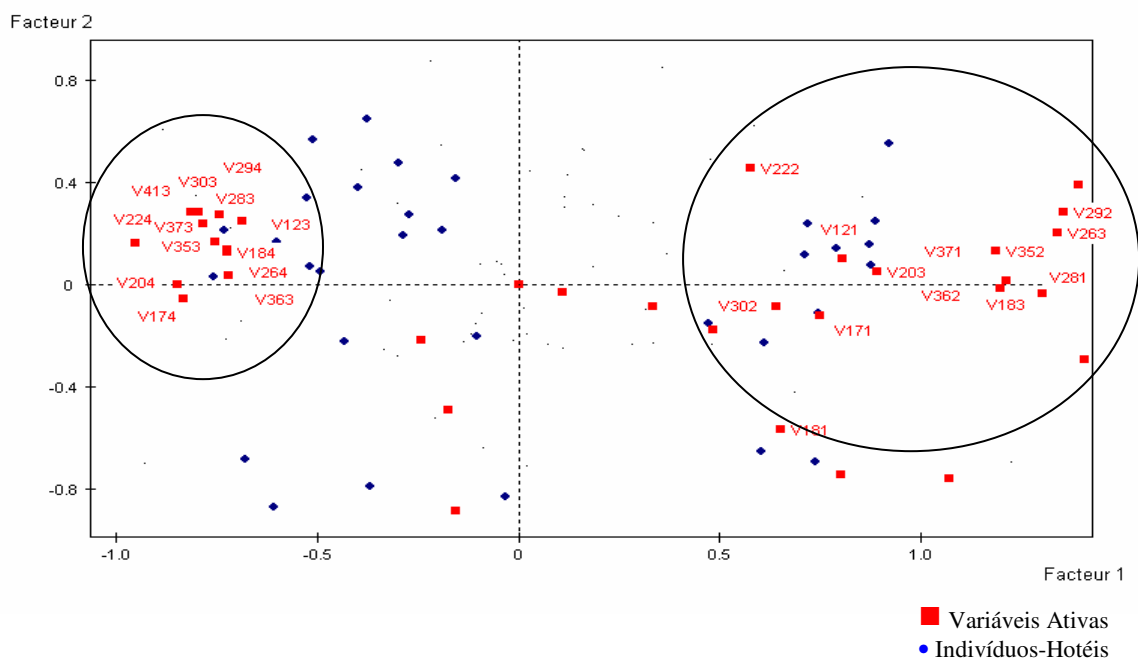 Facteur 2
0.8
V294
V222
0.4
V413 V303
V283
V292
V224 V373 V123
V121
V263
V353 V184
V371 V352
V264
V203
V281
V204
0
V363
V362
V183
V174
V302
V171
-0.4
V181
-0.8
-1.0 -0.5 0 0.5 1.0
Facteur 1
Variáveis Ativas
Indivíduos-Hotéis